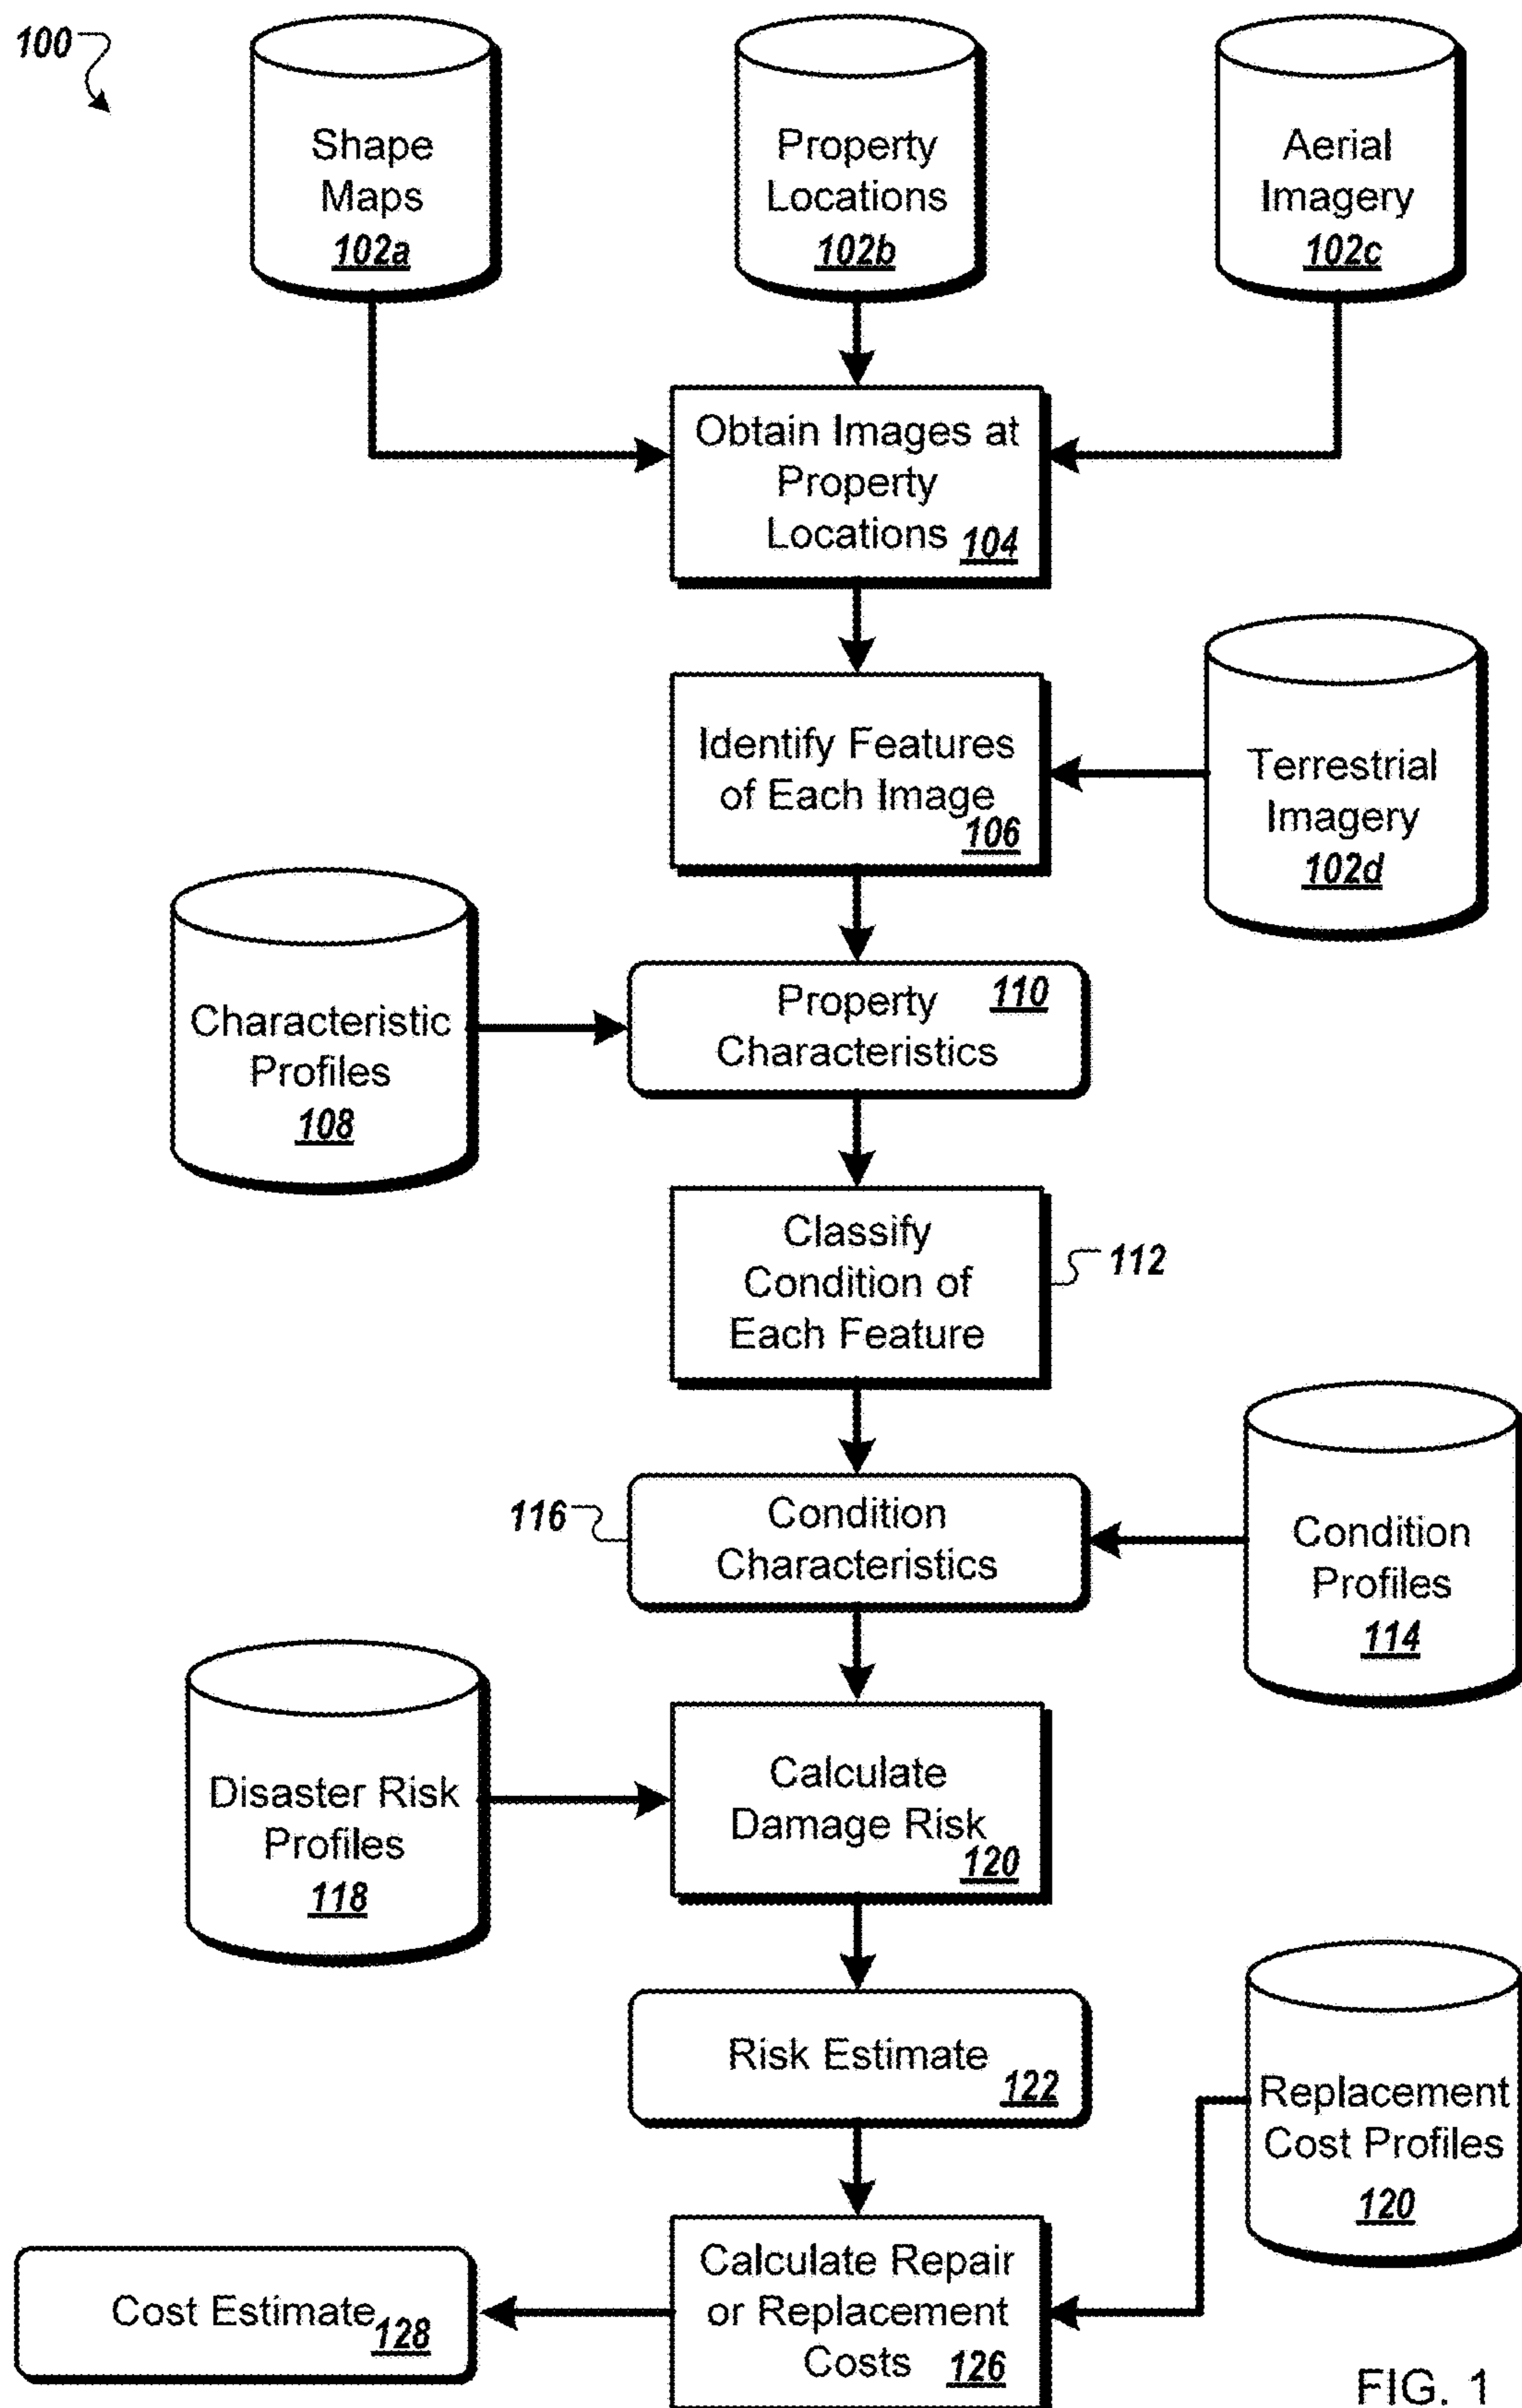 100
Shape
Maps
102a
Property
Locations
102b
Aerial
Imagery
102c
Obtain Images at
Property
Locations 104
Identify Features
of Each Image
106
Terrestrial
Imagery
102d
Characteristic
Profiles
108
Property 110
Characteristics
Classify
Condition of
Each Feature
112
116
Condition
Characteristics
Condition
Profiles
114
Disaster Risk
Profiles
118
Calculate
Damage Risk
120
Risk Estimate
122
Replacement
Cost Profiles
120
Calculate Repair
or Replacement
Costs 126
Cost Estimate
128
FIG. 1